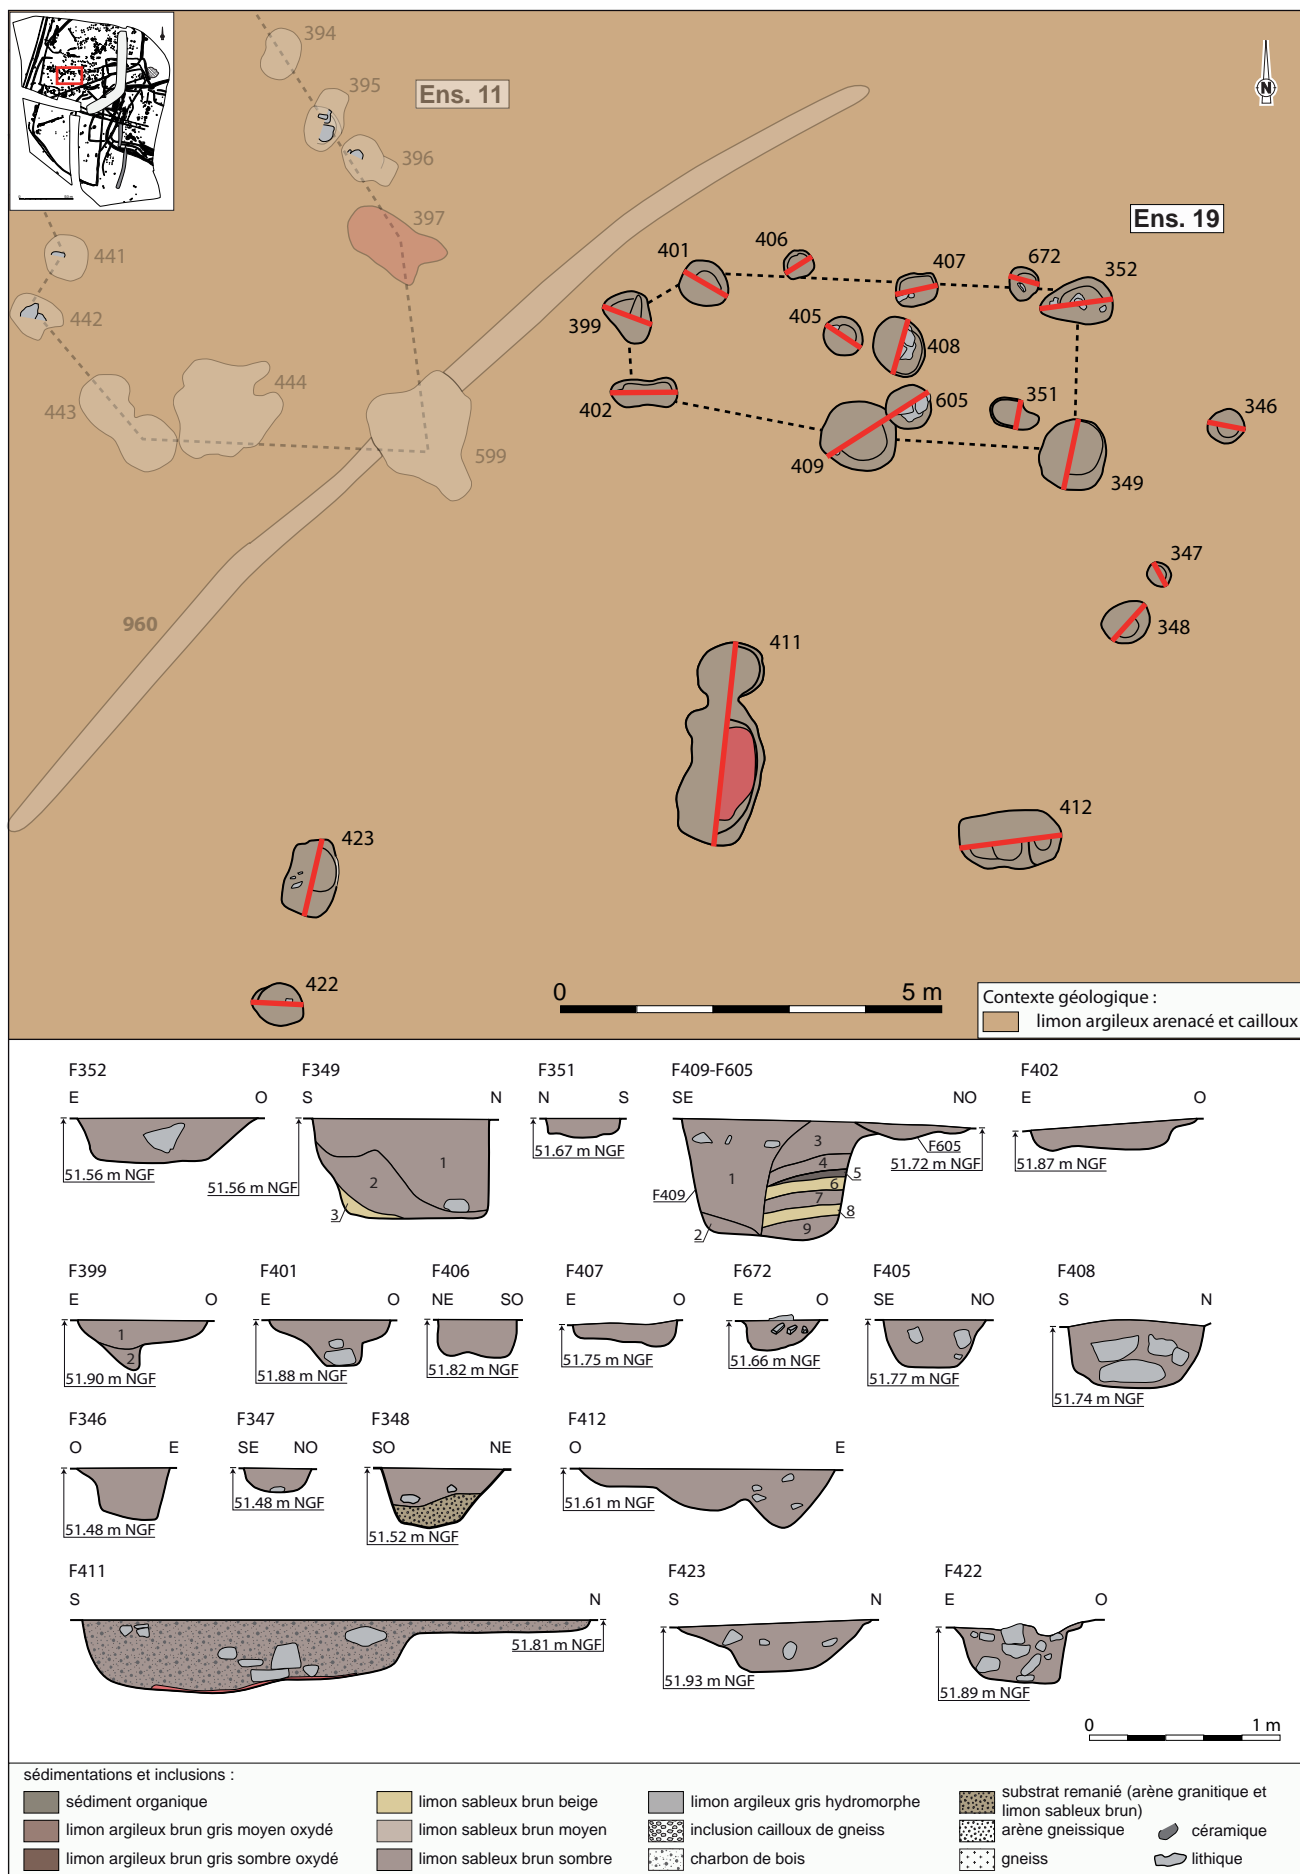 394
395
Ens. 11
396
397
441
442
443
444
599
960
Ens. 19
N
401
406
407
672
352
399
405
408
402
605
351
346
409
349
347
348
411
412
423
422
0 5 m
Contexte géologique :
limon argileux arenacé et cailloux
F352 F349 F351 F409-F605 F402
E O S N N S SE NO E O
51.56 m NGF 51.56 m NGF 51.67 m NGF 51.72 m NGF 51.87 m NGF
1 2 3
F409 F605
1 2 3 4 5 6 7 8 9
F399 F401 F406 F407 F672 F405 F408
E O E O NE SO E O E O SE NO S N
1
2
51.90 m NGF 51.88 m NGF 51.82 m NGF 51.75 m NGF 51.66 m NGF 51.77 m NGF 51.74 m NGF
F346 F347 F348 F412
O E SE NO SO NE O E
51.48 m NGF 51.48 m NGF 51.52 m NGF 51.61 m NGF
F411 F423 F422
S N S N E O
51.81 m NGF 51.93 m NGF 51.89 m NGF
0 1 m
sédimentations et inclusions :
sédiment organique
limon argileux brun gris moyen oxydé
limon argileux brun gris sombre oxydé
limon sableux brun beige
limon sableux brun moyen
limon sableux brun sombre
limon argileux gris hydromorphe
inclusion cailloux de gneiss
charbon de bois
substrat remanié (arène granitique et
limon sableux brun)
arène gneissique
gneiss
céramique
lithique